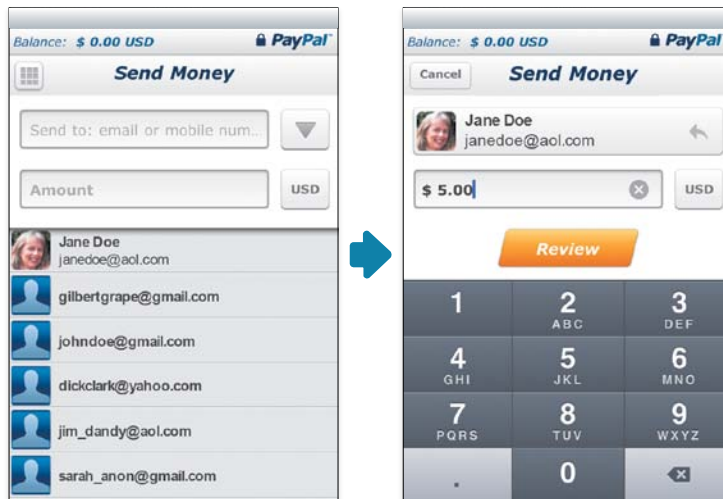 Balance: $ 0.00 USD PayPal™
Send Money
Send to: email or mobile num...
Amount USD
Jane Doe
janedoe@aol.com
gilbertgrape@gmail.com
johndoe@gmail.com
dickclark@yahoo.com
jim_dandy@aol.com
sarah_anon@gmail.com
Balance: $ 0.00 USD PayPal
Cancel Send Money
Jane Doe
janedoe@aol.com
$ 5.00 USD
Review
1 2 3
ABC DEF
4 5 6
GHI JKL MNO
7 8 9
PQRS TUV WXYZ
. 0